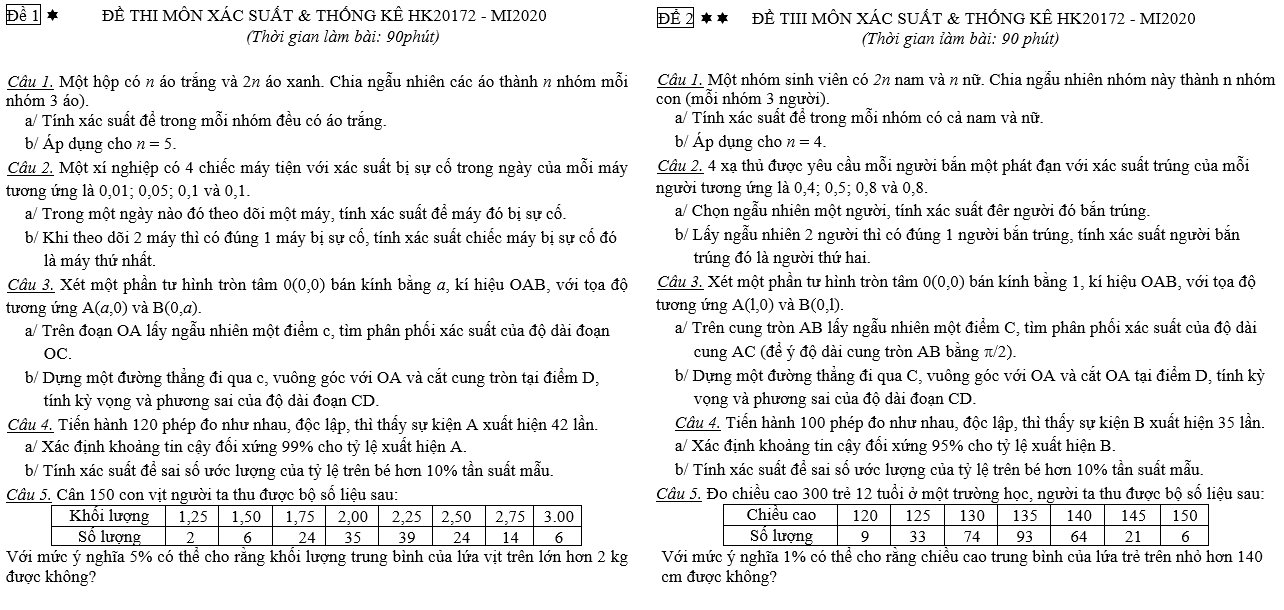 Đề 1 ★ ĐỀ THI MÔN XÁC SUẤT & THỐNG KÊ HK20172 - MI2020
(Thời gian làm bài: 90phút)
Câu 1. Một hộp có n áo trắng và 2n áo xanh. Chia ngẫu nhiên các áo thành n nhóm mỗi
nhóm 3 áo).
a/ Tính xác suất để trong mỗi nhóm đều có áo trắng.
b/ Áp dụng cho n = 5.
Câu 2. Một xí nghiệp có 4 chiếc máy tiện với xác suất bị sự cố trong ngày của mỗi máy
tương ứng là 0,01; 0,05; 0,1 và 0,1.
a/ Trong một ngày nào đó theo dõi một máy, tính xác suất để máy đó bị sự cố.
b/ Khi theo dõi 2 máy thì có đúng 1 máy bị sự cố, tính xác suất chiếc máy bị sự cố đó
là máy thứ nhất.
Câu 3. Xét một phần tư hình tròn tâm 0(0,0) bán kính bằng a, kí hiệu OAB, với tọa độ
tương ứng A(a,0) và B(0,a).
a/ Trên đoạn OA lấy ngẫu nhiên một điểm c, tìm phân phối xác suất của độ dài đoạn
OC.
b/ Dựng một đường thẳng đi qua c, vuông góc với OA và cắt cung tròn tại điểm D,
tính kỳ vọng và phương sai của độ dài đoạn CD.
Câu 4. Tiến hành 120 phép đo như nhau, độc lập, thì thấy sự kiện A xuất hiện 42 lần.
a/ Xác định khoảng tin cậy đối xứng 99% cho tỷ lệ xuất hiện A.
b/ Tính xác suất để sai số ước lượng của tỷ lệ trên bé hơn 10% tần suất mẫu.
Câu 5. Cân 150 con vịt người ta thu được bộ số liệu sau:
Khối lượng 1,25 1,50 1,75 2,00 2,25 2,50 2,75 3.00
Số lượng 2 6 24 35 39 24 14 6
Với mức ý nghĩa 5% có thể cho rằng khối lượng trung bình của lứa vịt trên lớn hơn 2 kg
được không?
ĐỀ 2 ★ ★ ĐỀ TIII MÔN XÁC SUẤT & THỐNG KÊ HK20172 - MI2020
(Thời gian làm bài: 90 phút)
Câu 1. Một nhóm sinh viên có 2n nam và n nữ. Chia ngẫu nhiên nhóm này thành n nhóm
con (mỗi nhóm 3 người).
a/ Tính xác suất để trong mỗi nhóm có cả nam và nữ.
b/ Áp dụng cho n = 4.
Câu 2. 4 xạ thủ được yêu cầu mỗi người bắn một phát đạn với xác suất trúng của mỗi
người tương ứng là 0,4; 0,5; 0,8 và 0,8.
a/ Chọn ngẫu nhiên một người, tính xác suất đêr người đó bắn trúng.
b/ Lấy ngẫu nhiên 2 người thì có đúng 1 người bắn trúng, tính xác suất người bắn
trúng đó là người thứ hai.
Câu 3. Xét một phần tư hình tròn tâm 0(0,0) bán kính bằng 1, kí hiệu OAB, với tọa độ
tương ứng A(l,0) và B(0,l).
a/ Trên cung tròn AB lấy ngẫu nhiên một điểm C, tìm phân phối xác suất của độ dài
cung AC (để ý độ dài cung tròn AB bằng π/2).
b/ Dựng một đường thẳng đi qua C, vuông góc với OA và cắt OA tại điểm D, tính kỳ
vọng và phương sai của độ dài đoạn CD.
Câu 4. Tiến hành 100 phép đo như nhau, độc lập, thì thấy sự kiện B xuất hiện 35 lần.
a/ Xác định khoảng tin cậy đối xứng 95% cho tỷ lệ xuất hiện B.
b/ Tính xác suất để sai số ước lượng của tỷ lệ trên bé hơn 10% tần suất mẫu.
Câu 5. Đo chiều cao 300 trẻ 12 tuổi ở một trường học, người ta thu được bộ số liệu sau:
Chiều cao 120 125 130 135 140 145 150
Số lượng 9 33 74 93 64 21 6
Với mức ý nghĩa 1% có thể cho rằng chiều cao trung bình của lứa trẻ trên nhỏ hơn 140
cm được không?